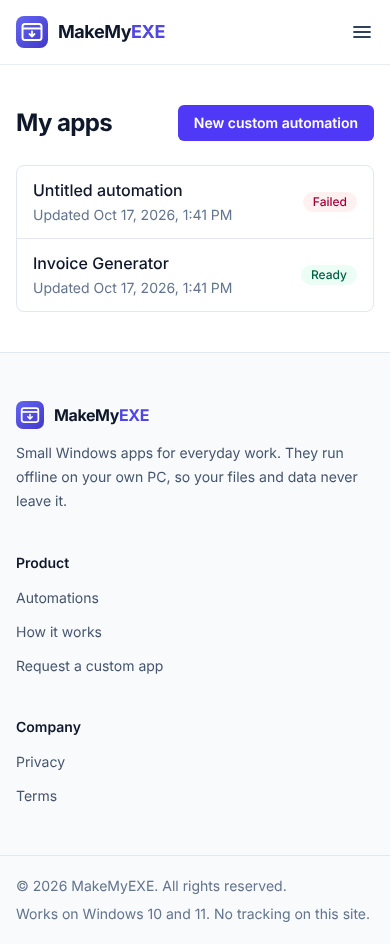 MakeMyEXE
My apps
New custom automation
Untitled automation
Failed
Updated Oct 17, 2026, 1:41 PM
Invoice Generator
Ready
Updated Oct 17, 2026, 1:41 PM
MakeMyEXE
Small Windows apps for everyday work. They run
offline on your own PC, so your files and data never
leave it.
Product
Automations
How it works
Request a custom app
Company
Privacy
Terms
© 2026 MakeMyEXE. All rights reserved.
Works on Windows 10 and 11. No tracking on this site.